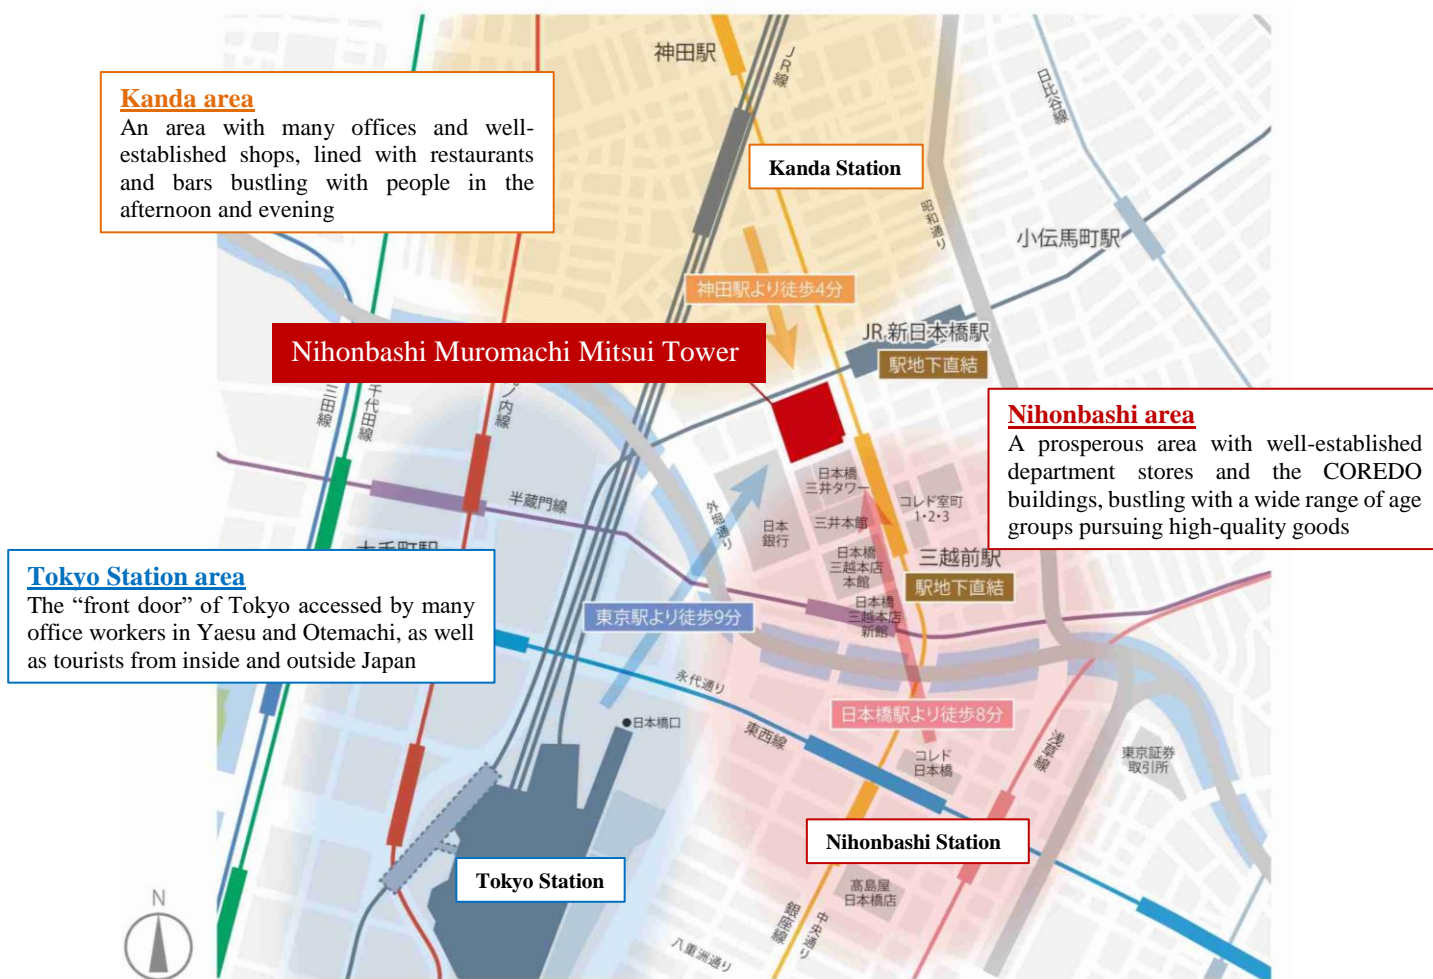 神田駅
JR線
日比谷線
Kanda area
An area with many offices and well-
established shops, lined with restaurants
and bars bustling with people in the
afternoon and evening
Kanda Station
昭和通り
小伝馬町駅
神田駅より徒歩4分
JR 新日本橋駅
駅地下直結
Nihonbashi Muromachi Mitsui Tower
三田線
千代田線
ノ内線
Nihonbashi area
A prosperous area with well-established
department stores and the COREDO
buildings, bustling with a wide range of age
groups pursuing high-quality goods
半蔵門線
外堀通り
日本橋
三井タワー
コレド室町
1・2・3
日本
銀行
三井本館
日本橋
三越本店
本館
三越前駅
駅地下直結
日本橋
三越本店
新館
大手町駅
Tokyo Station area
The “front door” of Tokyo accessed by many
office workers in Yaesu and Otemachi, as well
as tourists from inside and outside Japan
東京駅より徒歩9分
永代通り
東西線
日本橋口
日本橋駅より徒歩8分
コレド
日本橋
浅草線
東京証券
取引所
Nihonbashi Station
Tokyo Station
髙島屋
日本橋店
銀座線
中央通り
八重洲通り
N